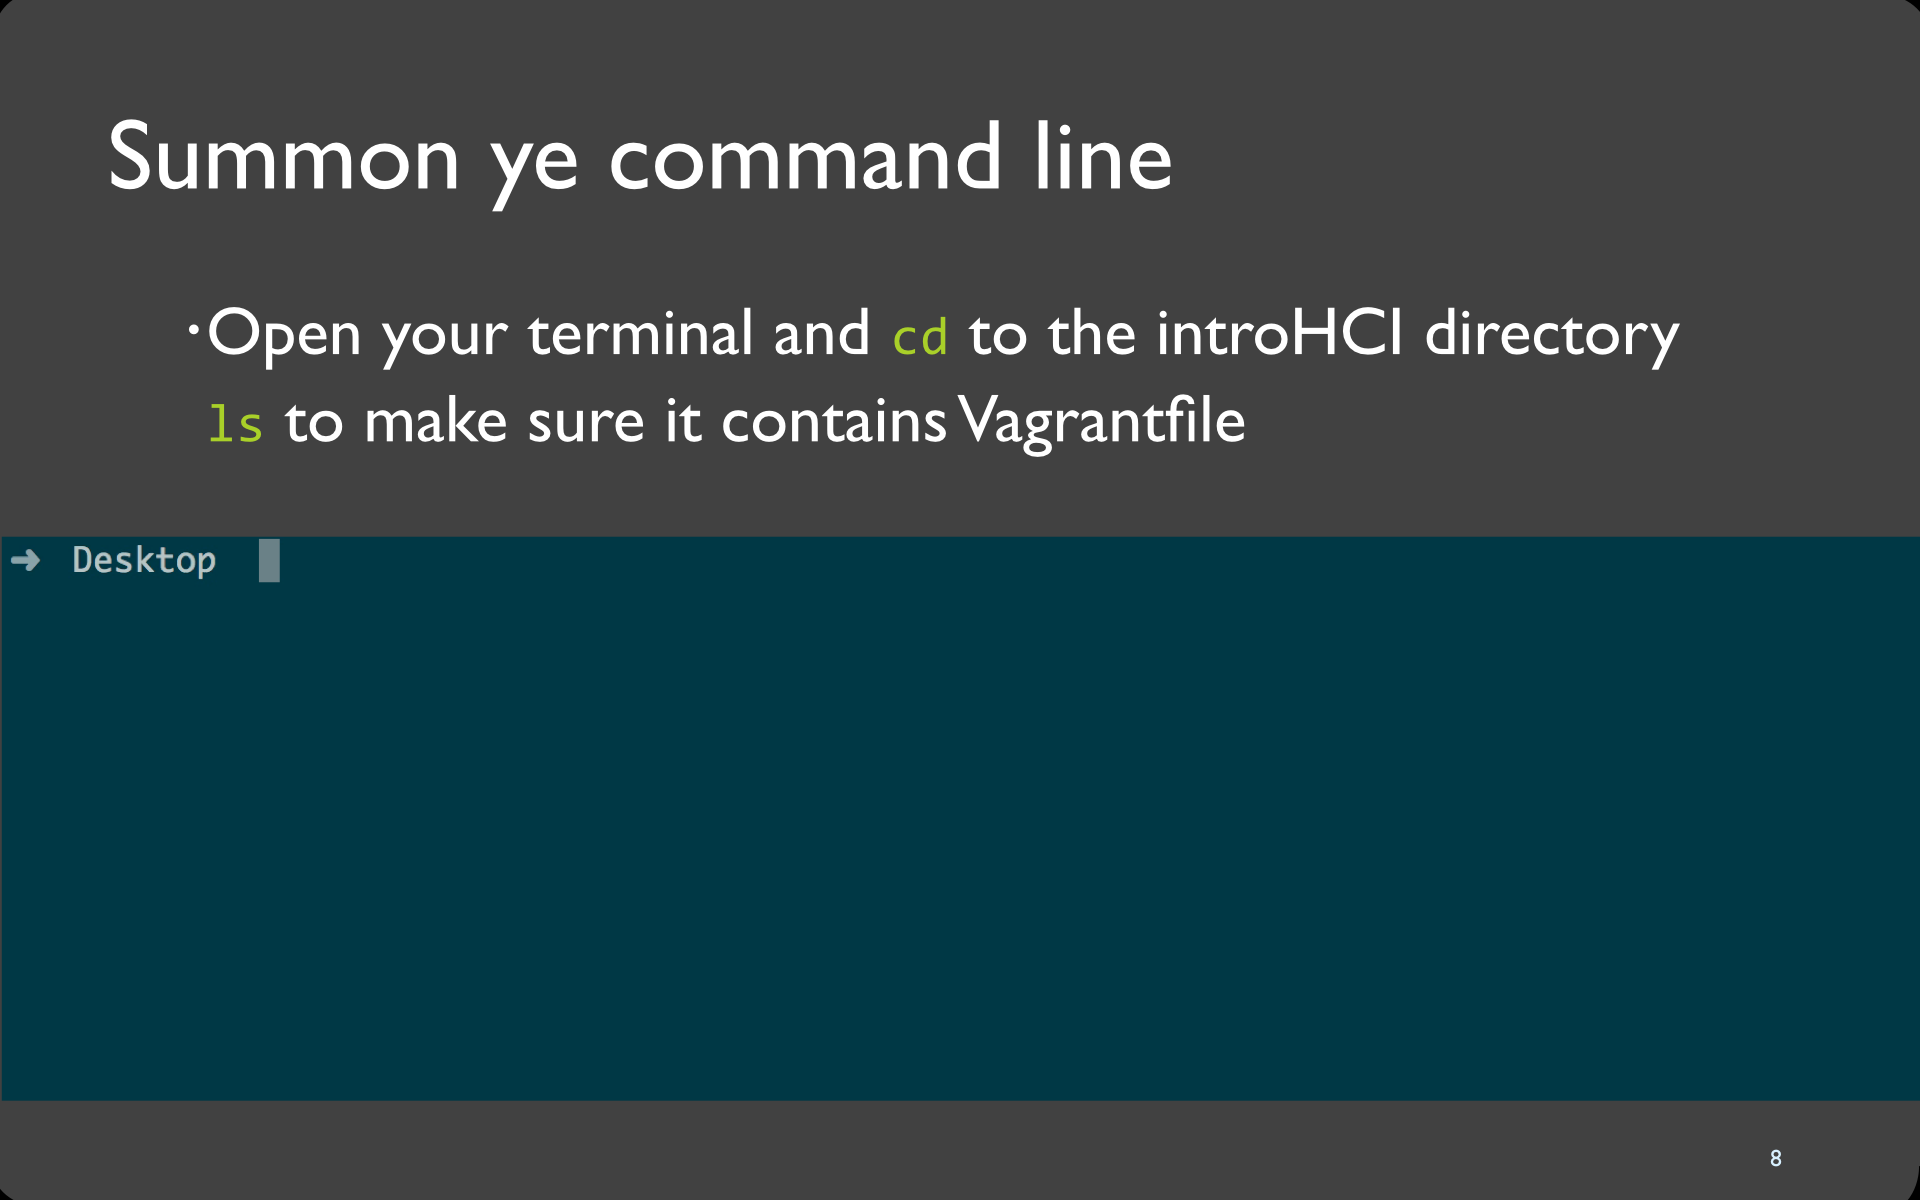 Summon ye command line
·Open your terminal and cd to the introHCI directory
ls to make sure it contains Vagrantfile
➜ Desktop
8